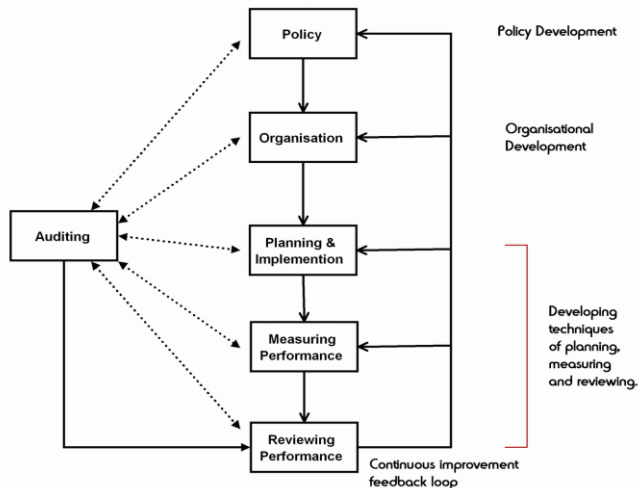 Policy
Policy Development
Organisation
Organisational
Development
Auditing
Planning &
Implemention
Measuring
Performance
Developing
techniques
of planning,
measuring
and reviewing.
Reviewing
Performance
Continuous improvement
feedback loop